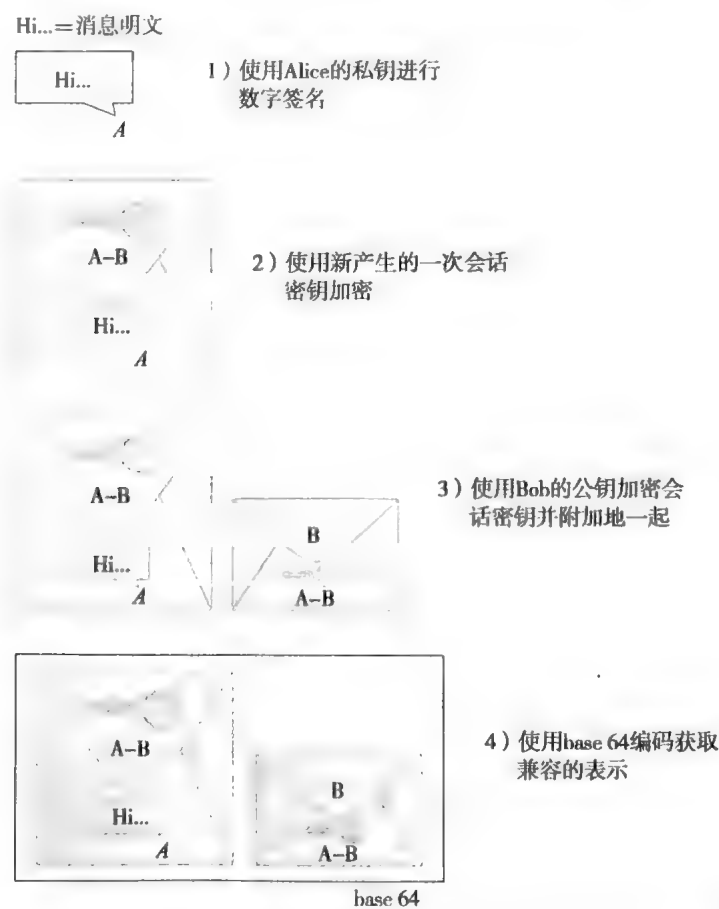 Hi...=消息明文
Hi...
A
1）使用Alice的私钥进行
数字签名
A-B
2）使用新产生的一次会话
密钥加密
Hi...
A
A-B
3）使用Bob的公钥加密会
话密钥并附加地一起
B
Hi...
A
A-B
A-B
4）使用base 64编码获取
兼容的表示
B
Hi...
A
A-B
base 64